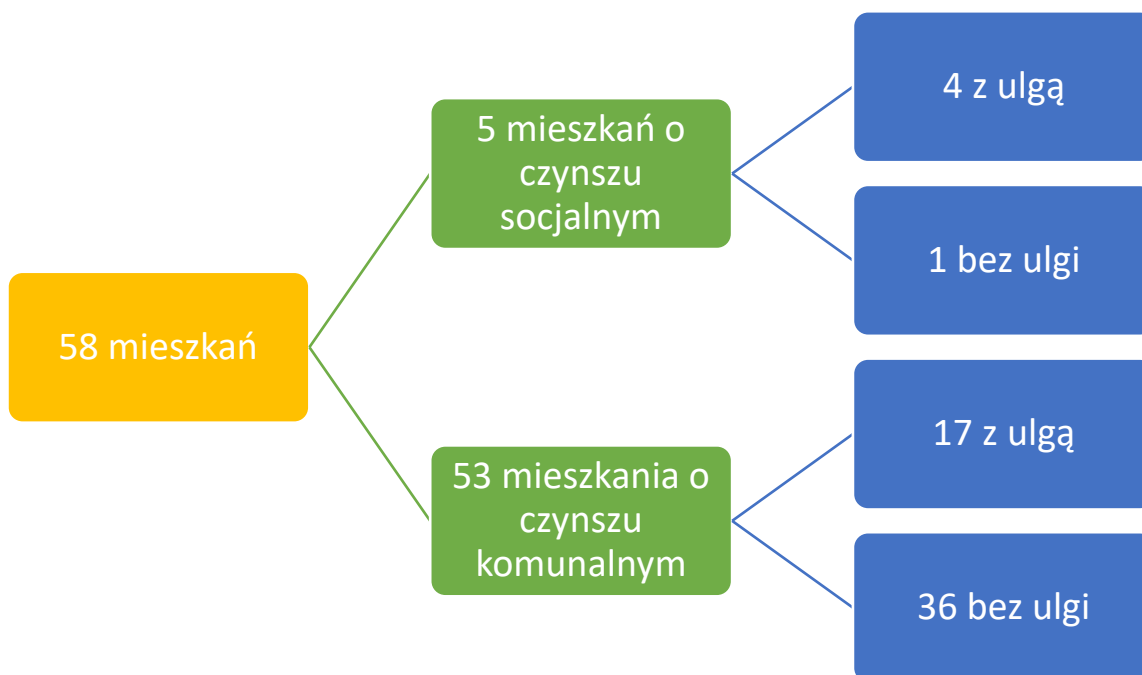 58 mieszkań
5 mieszkań o
czynszu
socjalnym
4 z ulgą
1 bez ulgi
53 mieszkania o
czynszu
komunalnym
17 z ulgą
36 bez ulgi